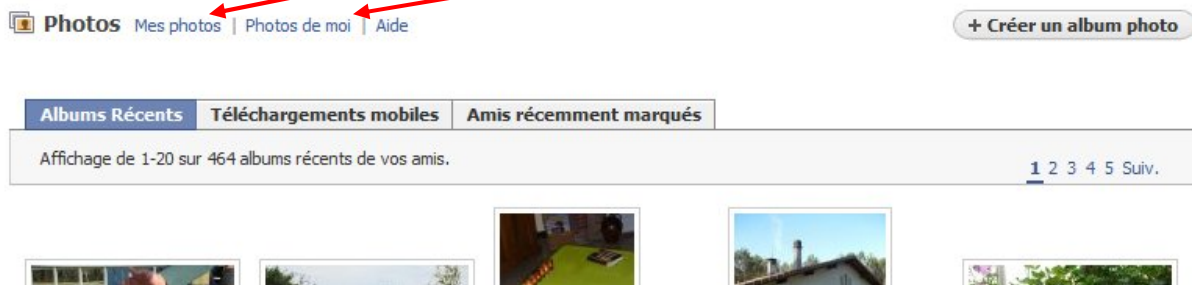 Photos Mes photos | Photos de moi | Aide
+ Créer un album photo
Albums Récents Téléchargements mobiles Amis récemment marqués
Affichage de 1-20 sur 464 albums récents de vos amis.
1 2 3 4 5 Suiv.